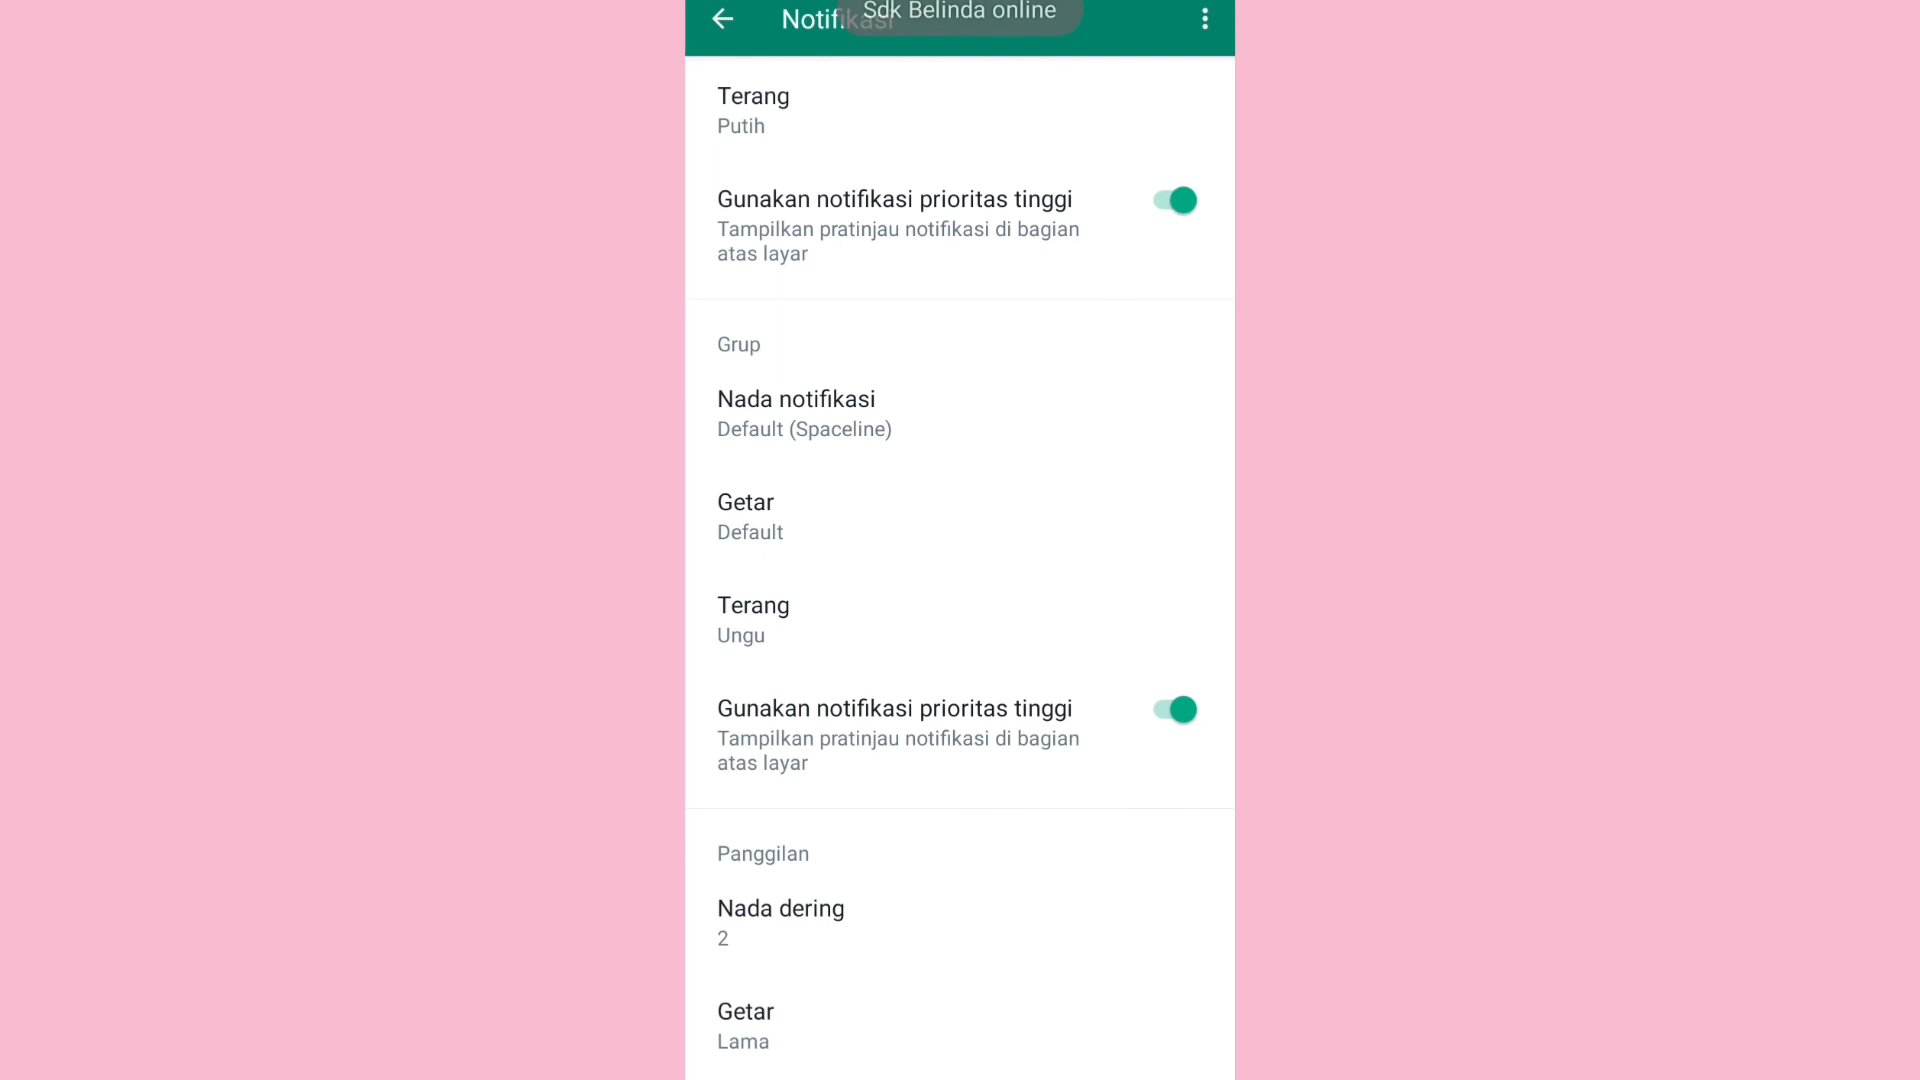 Sdk Belinda online
Notifikasi
Terang
Putih
Gunakan notifikasi prioritas tinggi
Tampilkan pratinjau notifikasi di bagian
atas layar
Grup
Nada notifikasi
Default (Spaceline)
Getar
Default
Terang
Ungu
Gunakan notifikasi prioritas tinggi
Tampilkan pratinjau notifikasi di bagian
atas layar
Panggilan
Nada dering
2
Getar
Lama